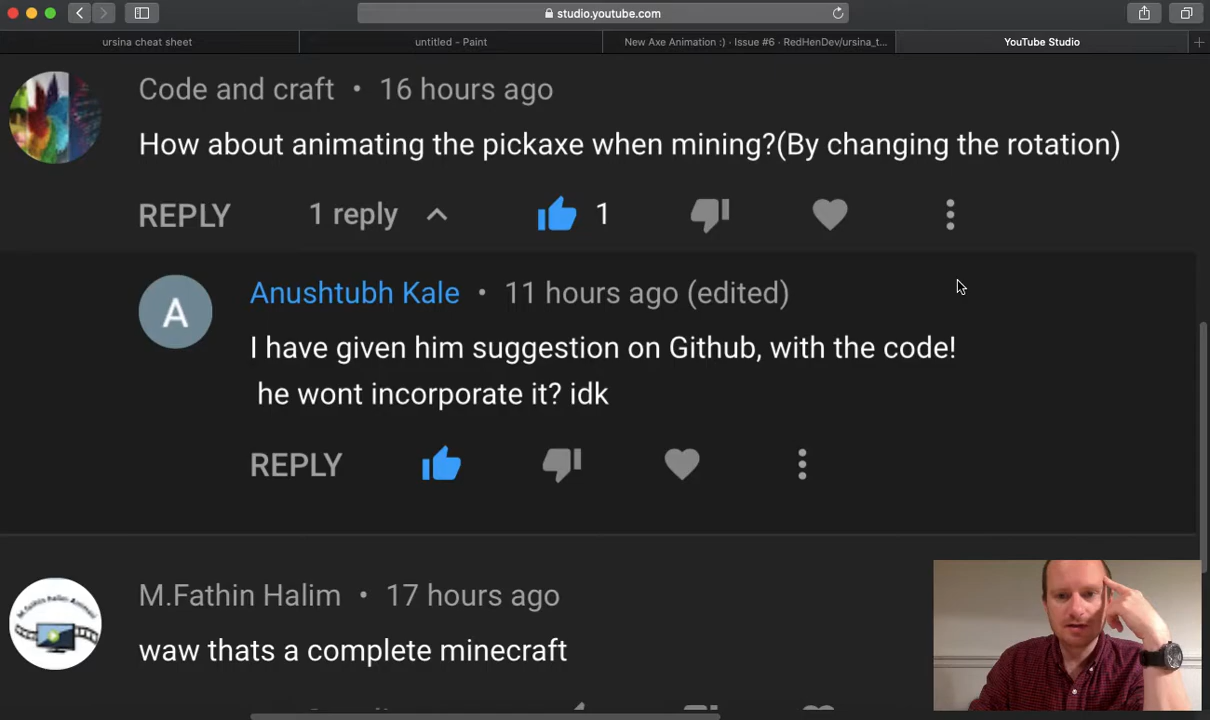 studio.youtube.com
ursina cheat sheet
untitled - Paint
New Axe Animation :) · Issue #6 · RedHenDev/ursina_t...
YouTube Studio
Code and craft • 16 hours ago
How about animating the pickaxe when mining?(By changing the rotation)
REPLY 1 reply 1
A
Anushtubh Kale • 11 hours ago (edited)
I have given him suggestion on Github, with the code!
he wont incorporate it? idk
REPLY
M.Fathin Halim • 17 hours ago
waw thats a complete minecraft